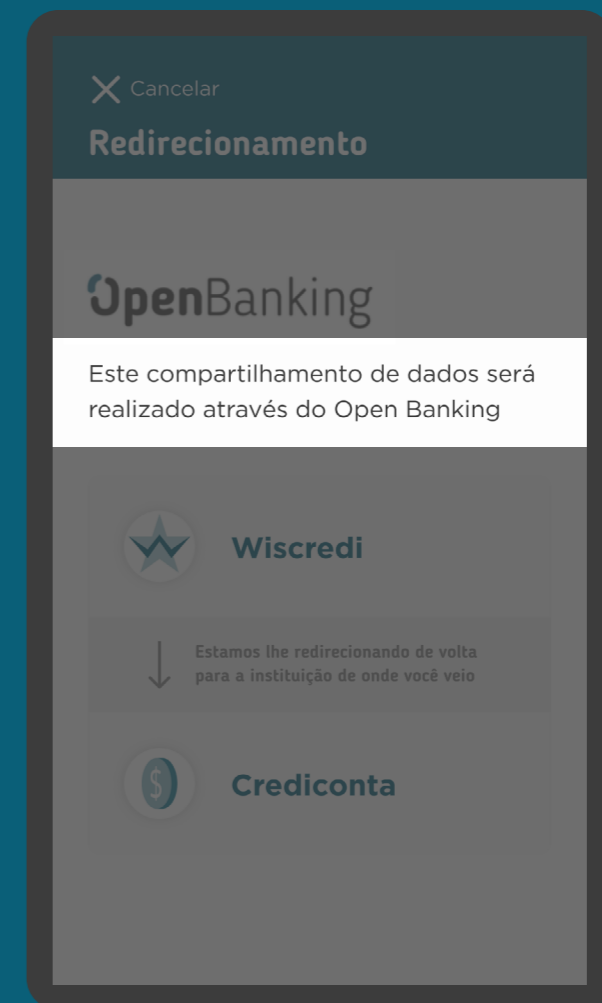 Cancelar
Redirecionamento
OpenBanking
Este compartilhamento de dados será
realizado através do Open Banking
Wiscredi
Estamos lhe redirecionando de volta
para a instituição de onde você veio
$
Crediconta